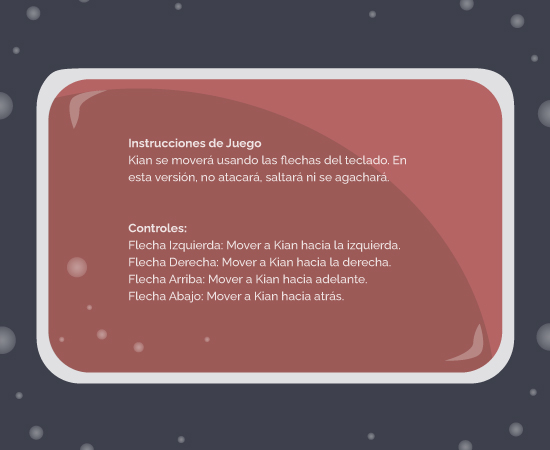 Instrucciones de Juego
Kian se moverá usando las flechas del teclado. En
esta versión, no atacará, saltará ni se agachará.
Controles:
Flecha Izquierda: Mover a Kian hacia la izquierda.
Flecha Derecha: Mover a Kian hacia la derecha.
Flecha Arriba: Mover a Kian hacia adelante.
Flecha Abajo: Mover a Kian hacia atrás.